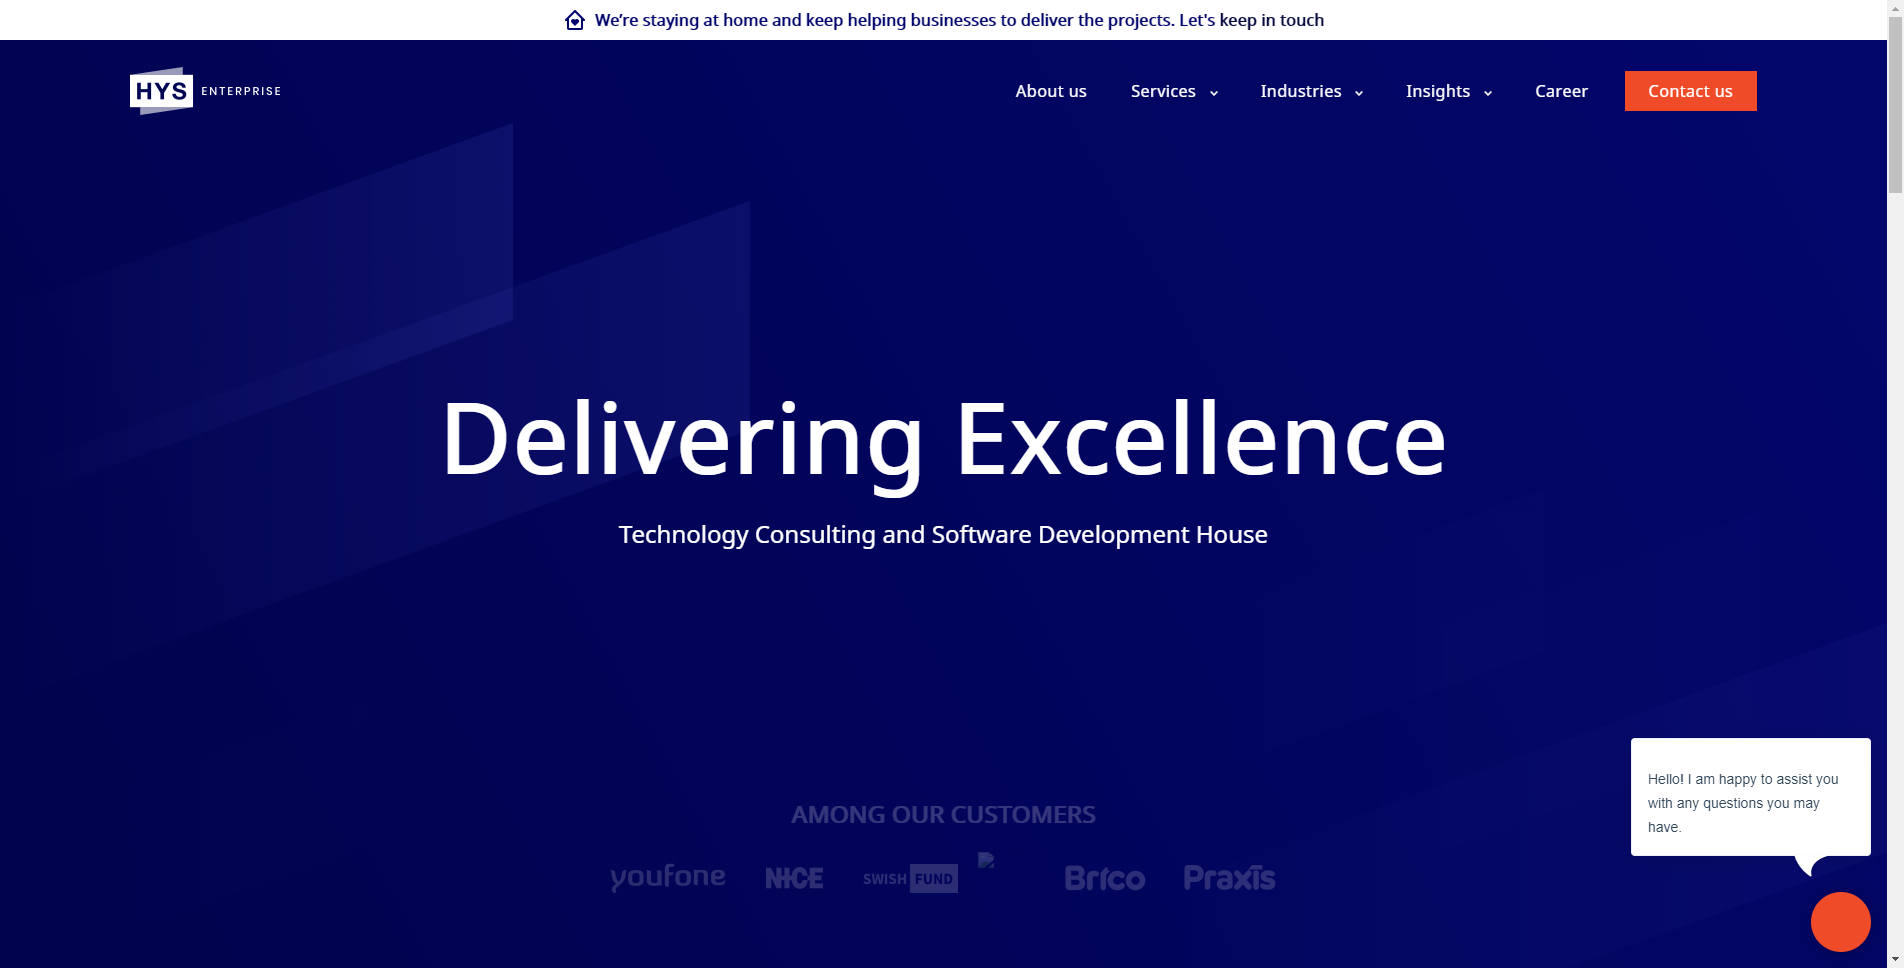 We’re staying at home and keep helping businesses to deliver the projects. Let's keep in touch
HYS ENTERPRISE
About us
Services
Industries
Insights
Career
Contact us
Delivering Excellence
Technology Consulting and Software Development House
AMONG OUR CUSTOMERS
youfone
NICE
SWISH FUND
Brico
Praxis
Hello! I am happy to assist you
with any questions you may
have.